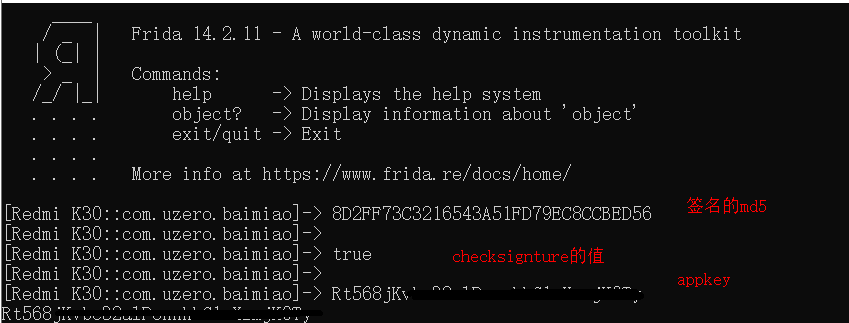 Frida 14.2.11 - A world-class dynamic instrumentation toolkit
Commands:
help -> Displays the help system
object? -> Display information about 'object'
exit/quit -> Exit
More info at https://www.frida.re/docs/home/
[Redmi K30::com.uzero.baimiao]-> 8D2FF73C3216543A51FD79EC8CCBED56 签名的md5
[Redmi K30::com.uzero.baimiao]->
[Redmi K30::com.uzero.baimiao]-> true checksignture的值
[Redmi K30::com.uzero.baimiao]-> appkey
[Redmi K30::com.uzero.baimiao]->